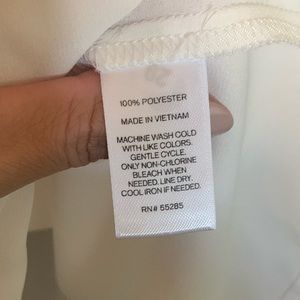 100% POLYESTER
MADE IN VIETNAM
MACHINE WASH COLD
WITH LIKE COLORS.
GENTLE CYCLE.
ONLY NON-CHLORINE
BLEACH WHEN
NEEDED. LINE DRY.
COOL IRON IF NEEDED.
RN# 55285